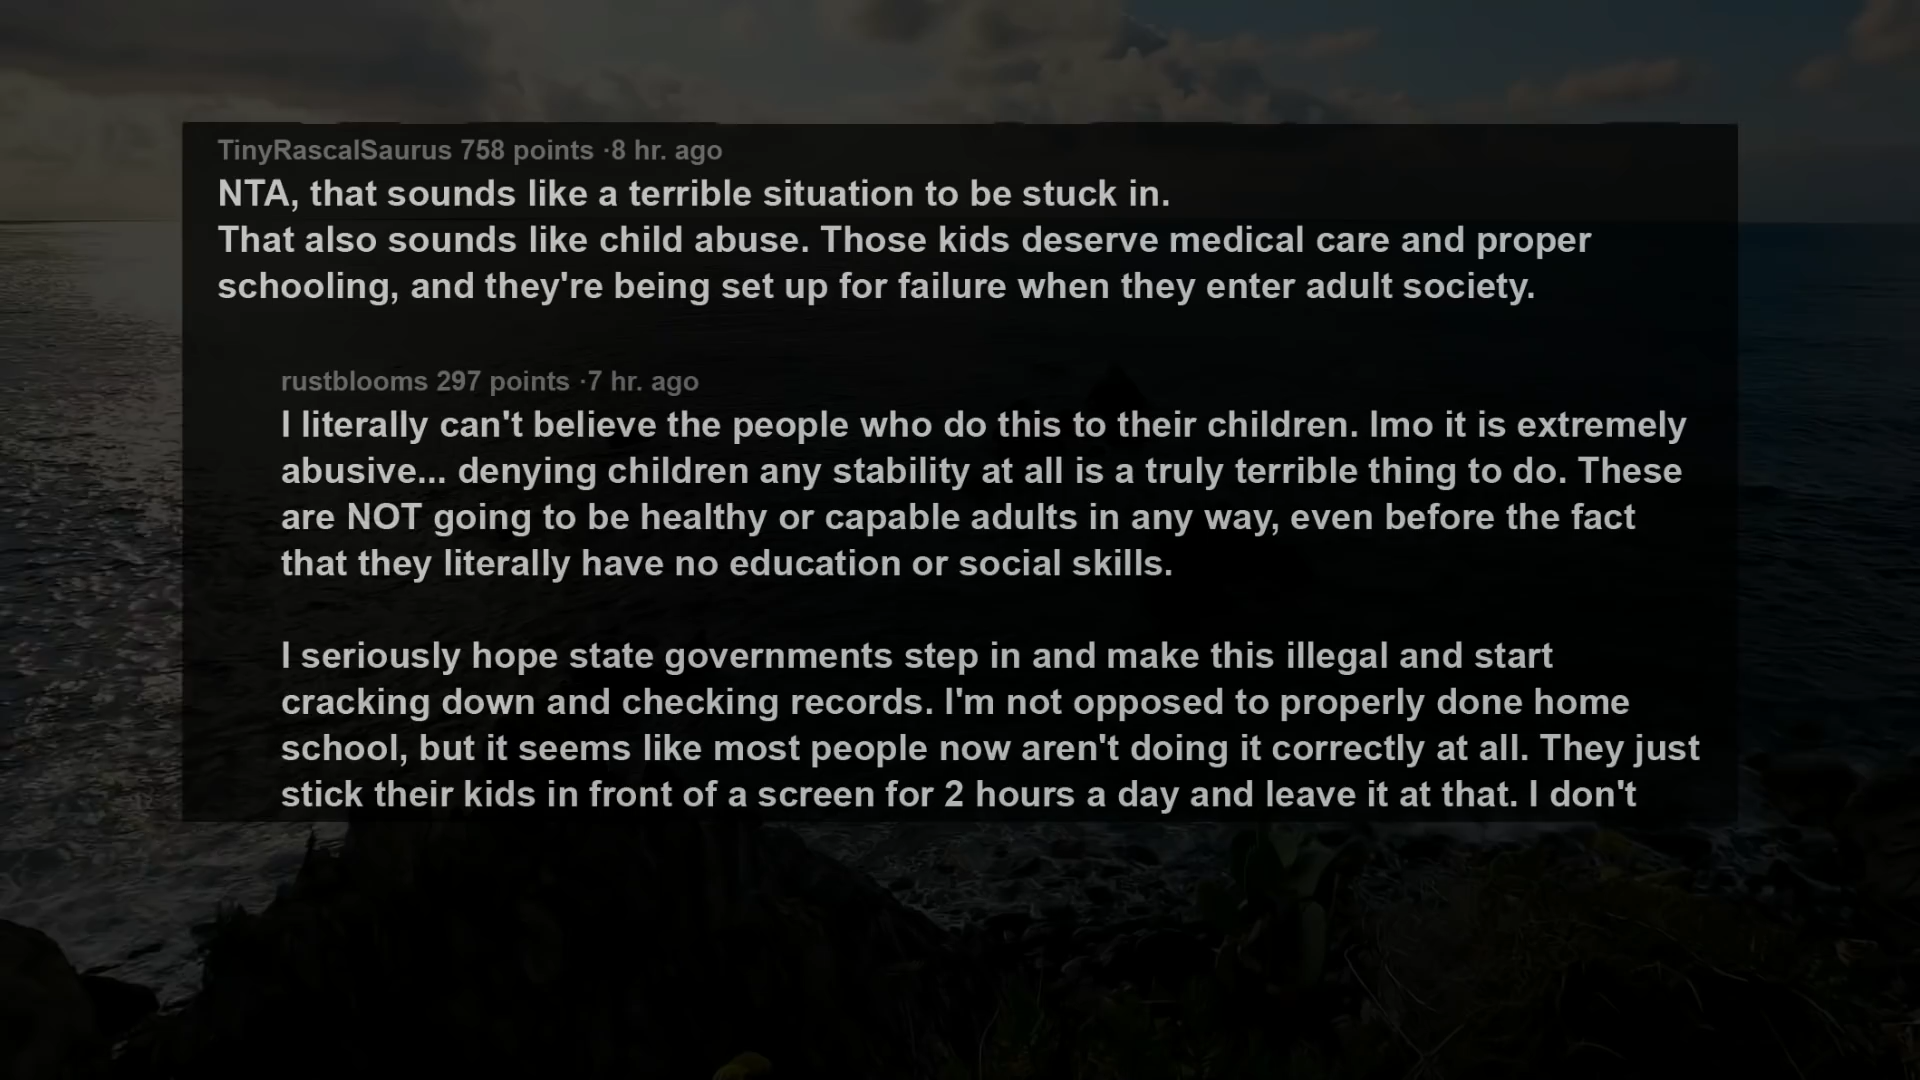 TinyRascalSaurus 758 points ·8 hr. ago
NTA, that sounds like a terrible situation to be stuck in.
That also sounds like child abuse. Those kids deserve medical care and proper
schooling, and they're being set up for failure when they enter adult society.
rustblooms 297 points ·7 hr. ago
I literally can't believe the people who do this to their children. Imo it is extremely
abusive... denying children any stability at all is a truly terrible thing to do. These
are NOT going to be healthy or capable adults in any way, even before the fact
that they literally have no education or social skills.
I seriously hope state governments step in and make this illegal and start
cracking down and checking records. I'm not opposed to properly done home
school, but it seems like most people now aren't doing it correctly at all. They just
stick their kids in front of a screen for 2 hours a day and leave it at that. I don't